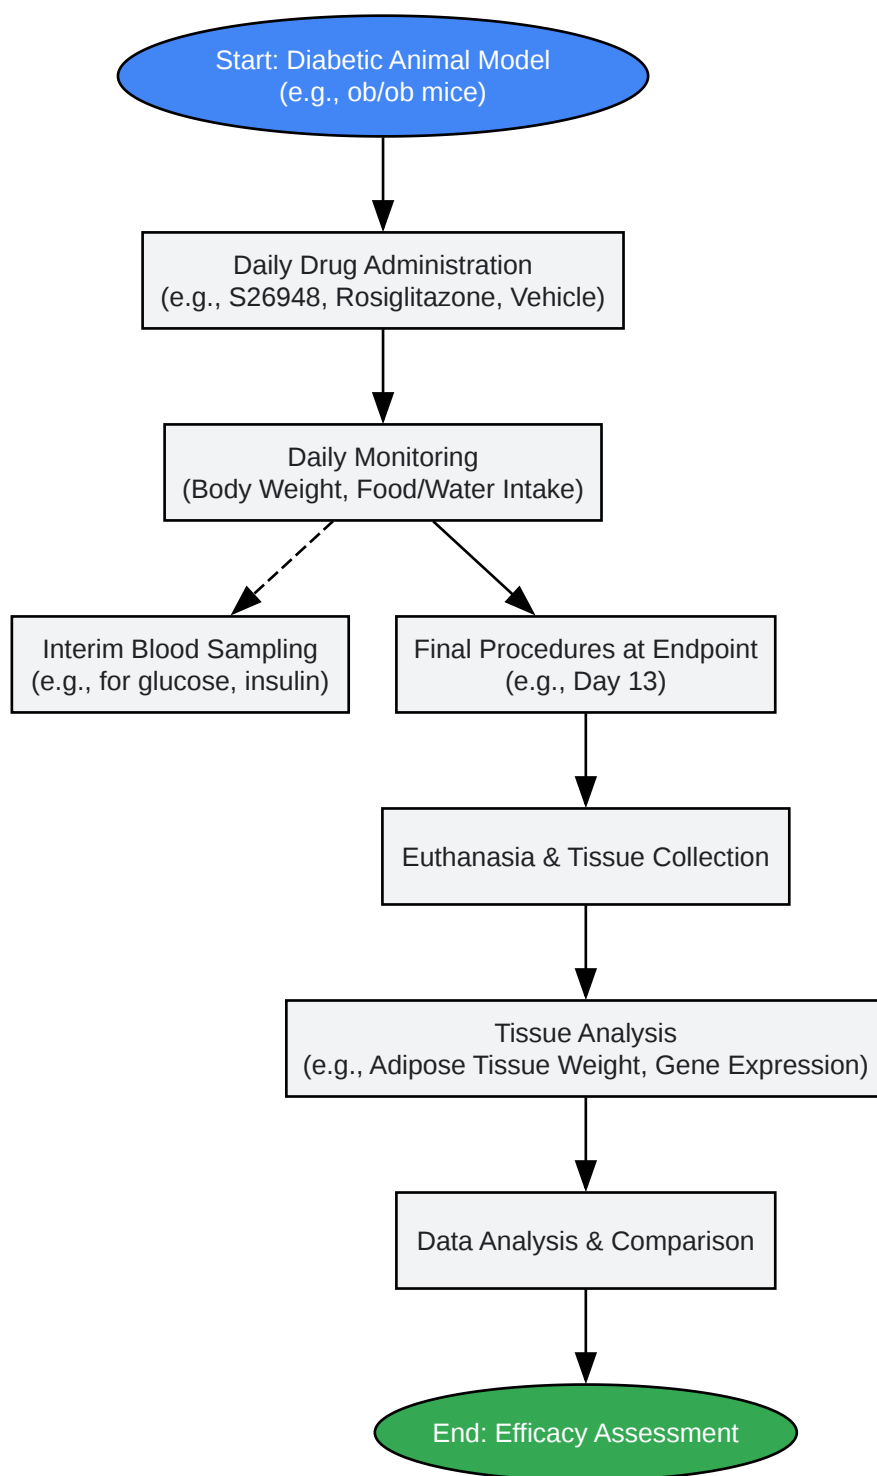 Start: Diabetic Animal Model
(e.g., ob/ob mice)
Daily Drug Administration
(e.g., S26948, Rosiglitazone, Vehicle)
Daily Monitoring
(Body Weight, Food/Water Intake)
Interim Blood Sampling
(e.g., for glucose, insulin)
Final Procedures at Endpoint
(e.g., Day 13)
Euthanasia & Tissue Collection
Tissue Analysis
(e.g., Adipose Tissue Weight, Gene Expression)
Data Analysis & Comparison
End: Efficacy Assessment